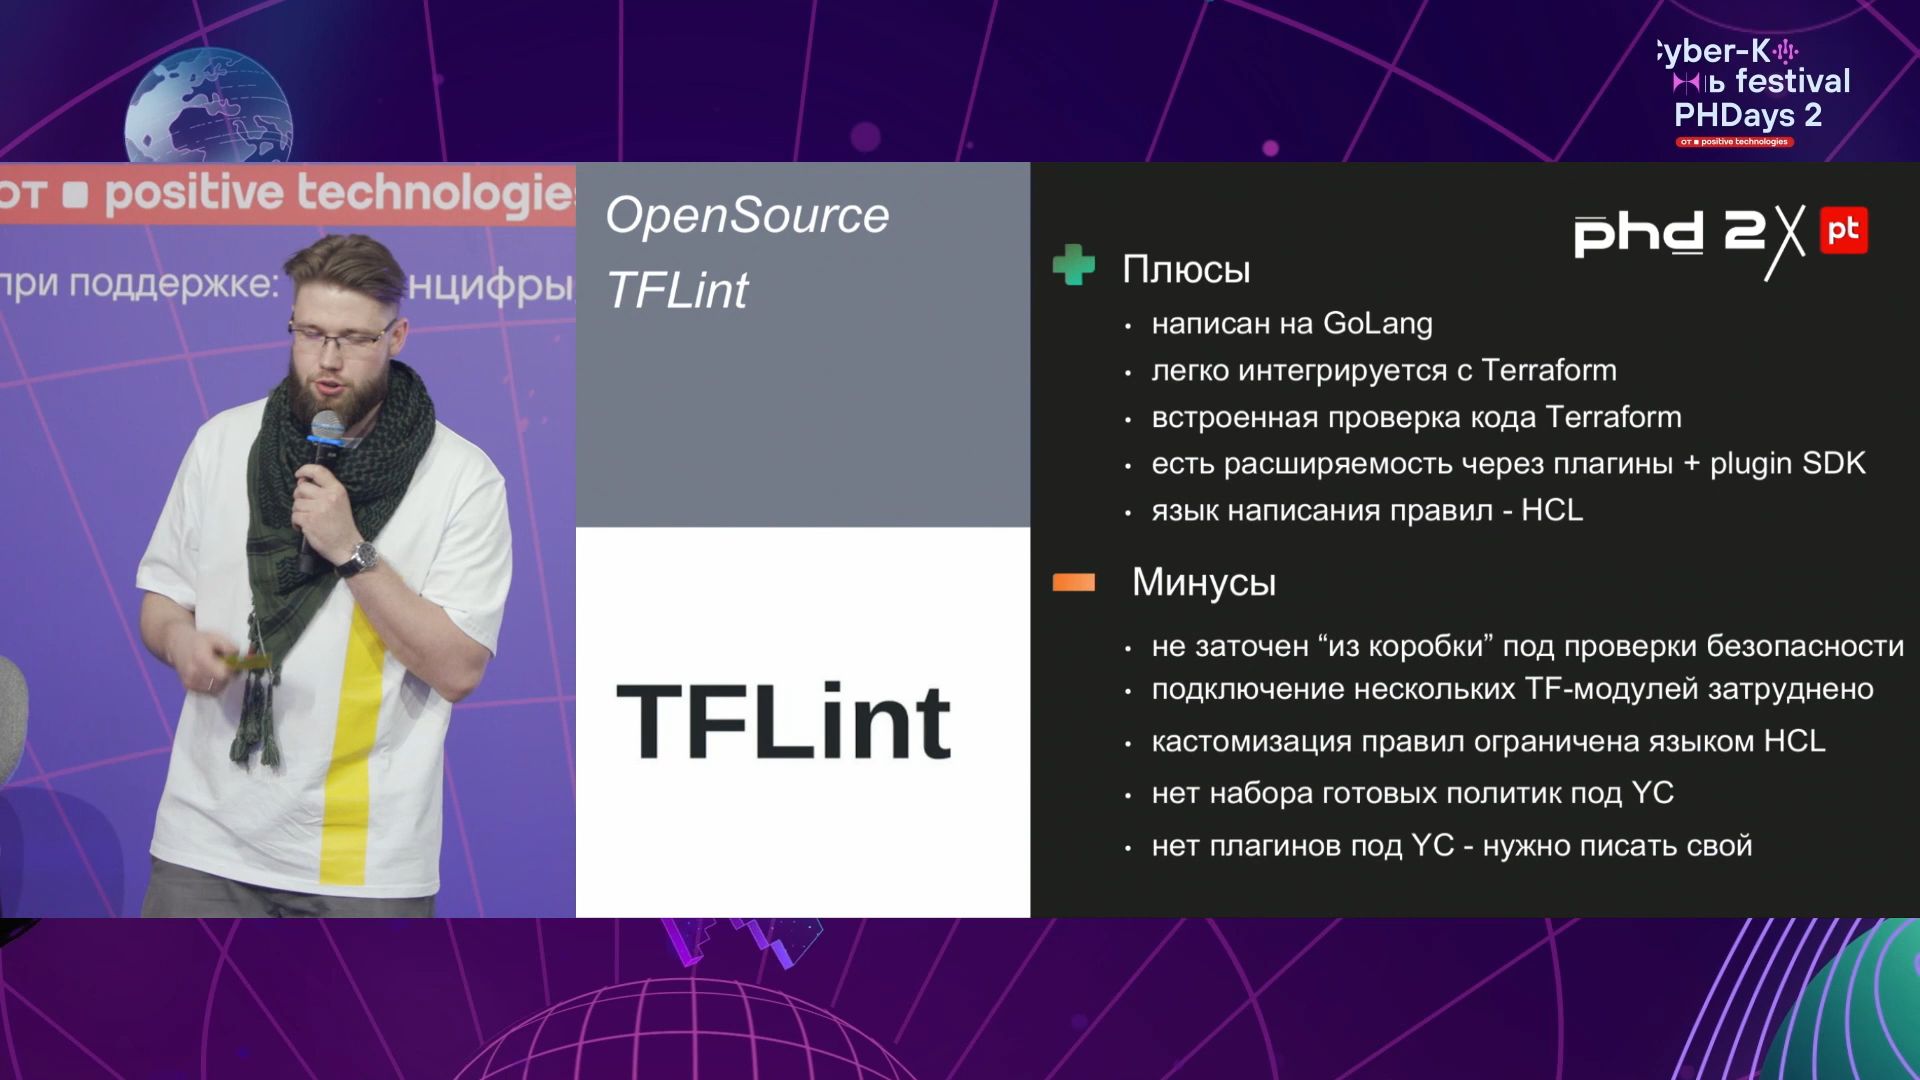 yber-K
ь festival
PHDays 2
от positive technologies
от positive technologie
при поддержке:
нцифры
OpenSource
TFLint
TFLint
phd 2
pt
Плюсы
• написан на GoLang
• легко интегрируется с Terraform
• встроенная проверка кода Terraform
• есть расширяемость через плагины + plugin SDK
• язык написания правил - HCL
Минусы
• не заточен “из коробки” под проверки безопасности
• подключение нескольких TF-модулей затруднено
• кастомизация правил ограничена языком HCL
• нет набора готовых политик под YC
• нет плагинов под YC - нужно писать свой